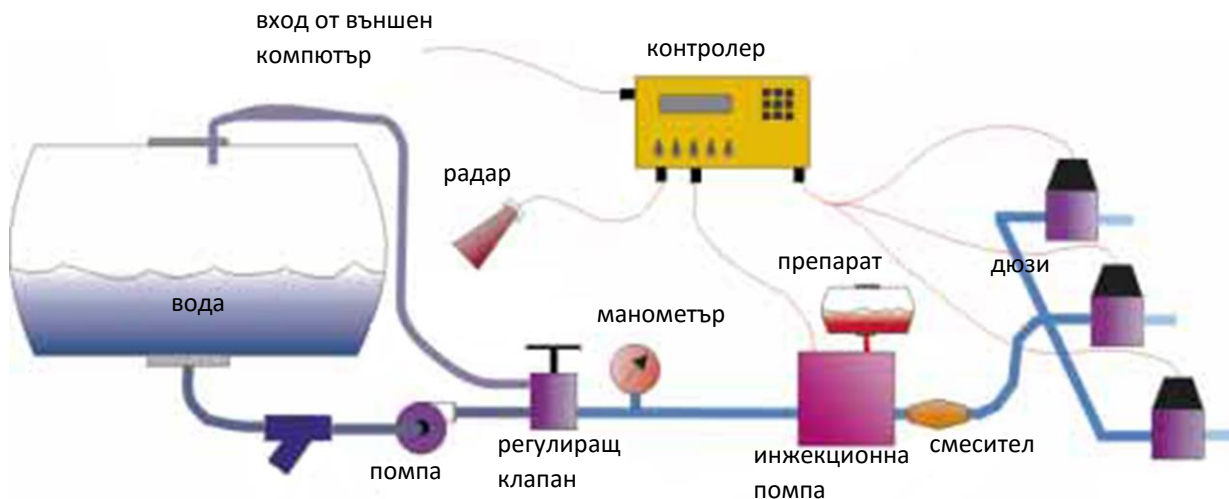 вход от външен
компютър
контролер
радар
препарат
дюзи
вода
манометър
помпа
регулиращ
клапан
инжекционна
помпа
смесител